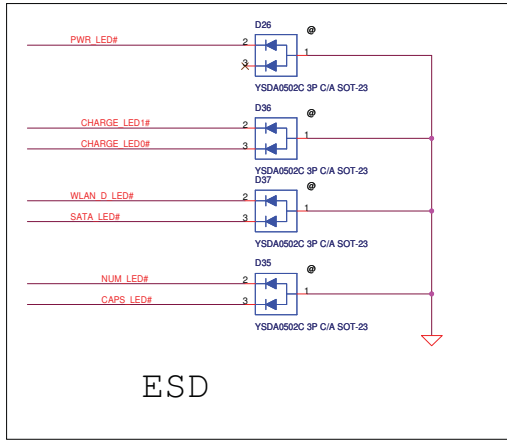 D26
@
PWR_LED#
2
1
3
YSDA0502C 3P C/A SOT-23
D36
@
CHARGE_LED1#
2
1
CHARGE_LED0#
3
YSDA0502C 3P C/A SOT-23
D37
@
WLAN_D_LED#
2
1
SATA_LED#
3
YSDA0502C 3P C/A SOT-23
D35
@
NUM_LED#
2
1
CAPS_LED#
3
YSDA0502C 3P C/A SOT-23
ESD